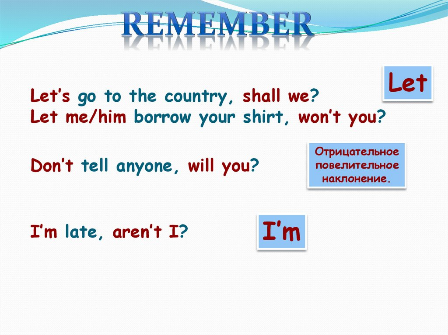 REMEMBER
Let
Let's go to the country, shall we?
Let me/him borrow your shirt, won't you?
Don't tell anyone, will you?
Отрицательное
повелительное
наклонение.
I'm late, aren't I?
I'm